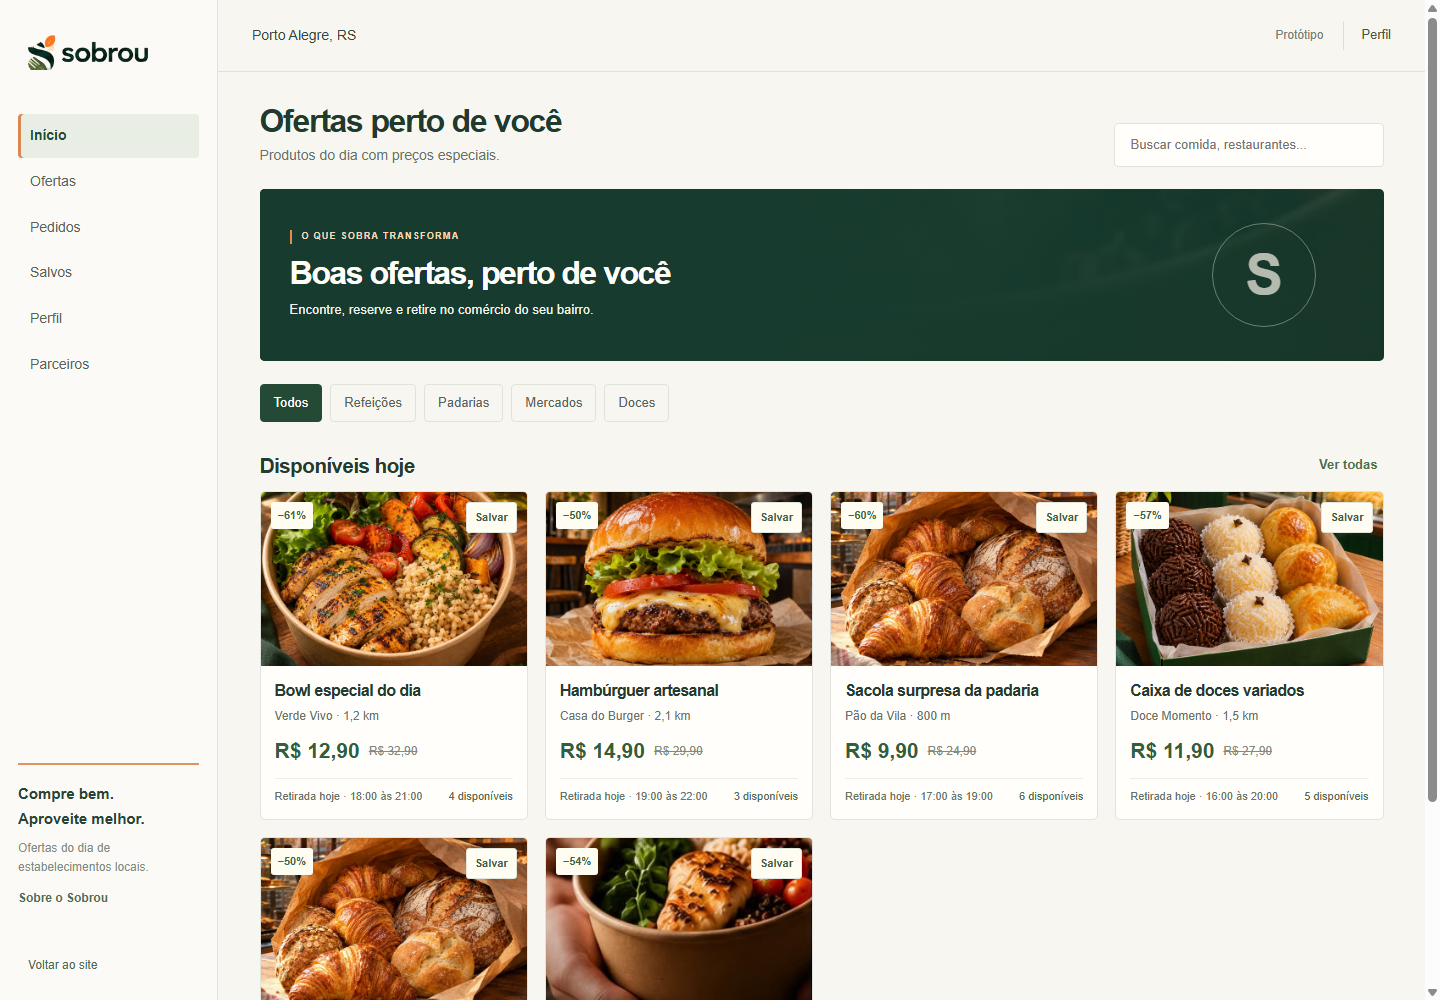 sobrou
Início
Ofertas
Pedidos
Salvos
Perfil
Parceiros
Compre bem.
Aproveite melhor.
Ofertas do dia de
estabelecimentos locais.
Sobre o Sobrou
Voltar ao site
Porto Alegre, RS
Protótipo
Perfil
Ofertas perto de você
Produtos do dia com preços especiais.
Buscar comida, restaurantes...
O QUE SOBRA TRANSFORMA
Boas ofertas, perto de você
Encontre, reserve e retire no comércio do seu bairro.
S
Todos
Refeições
Padarias
Mercados
Doces
Disponíveis hoje
Ver todas
−61%
Salvar
Bowl especial do dia
Verde Vivo · 1,2 km
R$ 12,90 R$ 32,90
Retirada hoje · 18:00 às 21:00 4 disponíveis
−50%
Salvar
Hambúrguer artesanal
Casa do Burger · 2,1 km
R$ 14,90 R$ 29,90
Retirada hoje · 19:00 às 22:00 3 disponíveis
−60%
Salvar
Sacola surpresa da padaria
Pão da Vila · 800 m
R$ 9,90 R$ 24,90
Retirada hoje · 17:00 às 19:00 6 disponíveis
−57%
Salvar
Caixa de doces variados
Doce Momento · 1,5 km
R$ 11,90 R$ 27,90
Retirada hoje · 16:00 às 20:00 5 disponíveis
−50%
Salvar
−54%
Salvar